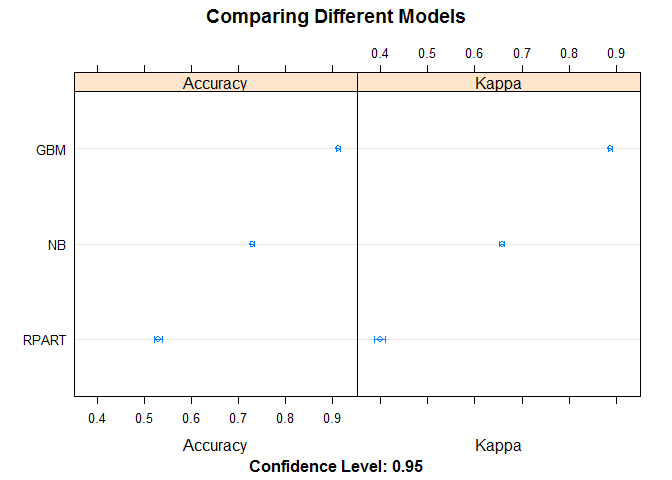 Comparing Different Models
0.4 0.5 0.6 0.7 0.8 0.9
Accuracy Kappa
GBM
NB
RPART
0.4 0.5 0.6 0.7 0.8 0.9
Accuracy Kappa
Confidence Level: 0.95